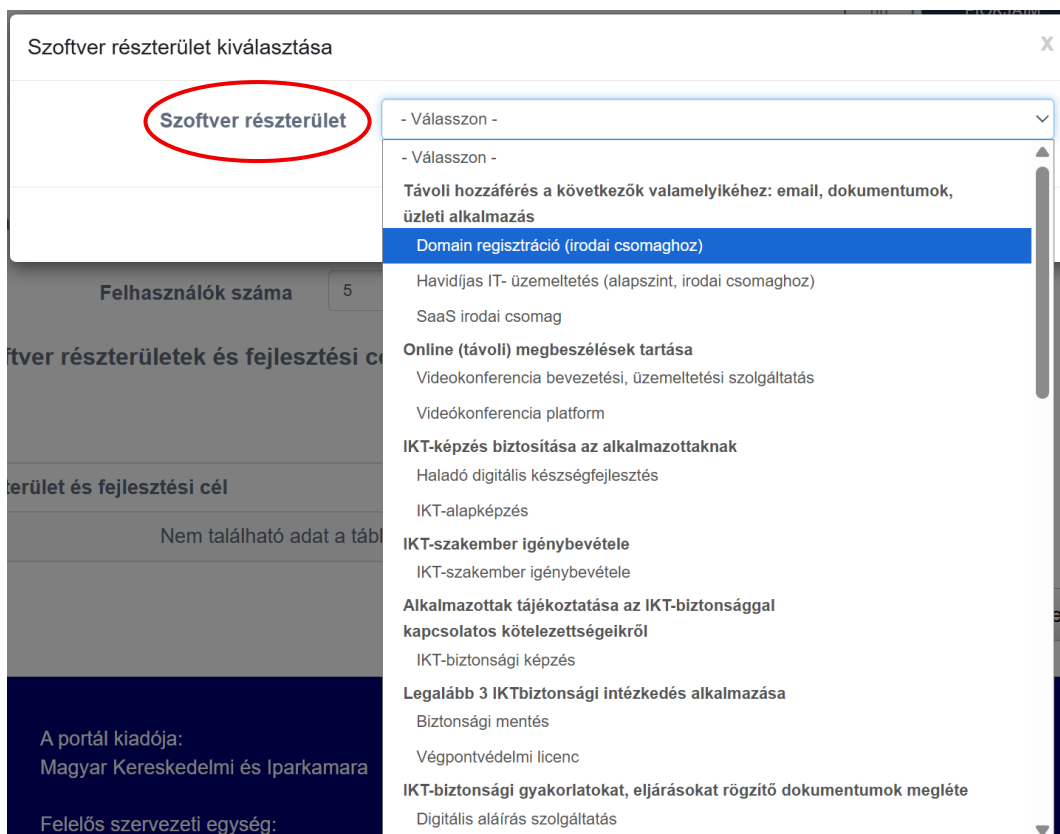 Szoftver részterület kiválasztása
X
Szoftver részterület
- Válasszon -
- Válasszon -
Távoli hozzáférés a következők valamelyikéhez: email, dokumentumok,
üzleti alkalmazás
Domain regisztráció (irodai csomaghoz)
Havidíjas IT- üzemeltetés (alapszint, irodai csomaghoz)
SaaS irodai csomag
Online (távoli) megbeszélések tartása
Videokonferencia bevezetési, üzemeltetési szolgáltatás
Videókonferencia platform
IKT-képzés biztosítása az alkalmazottaknak
Haladó digitális készségfejlesztés
IKT-alapképzés
IKT-szakember igénybevétele
IKT-szakember igénybevétele
Alkalmazottak tájékoztatása az IKT-biztonsággal
kapcsolatos kötelezettségeikről
IKT-biztonsági képzés
Legalább 3 IKTbiztonsági intézkedés alkalmazása
Biztonsági mentés
Végpontvédelmi licenc
IKT-biztonsági gyakorlatokat, eljárásokat rögzítő dokumentumok megléte
Digitális aláírás szolgáltatás
Felhasználók száma
5
ftver részterületek és fejlesztési c
terület és fejlesztési cél
Nem található adat a tábl
A portál kiadója:
Magyar Kereskedelmi és Iparkamara
Felelős szervezeti egység: